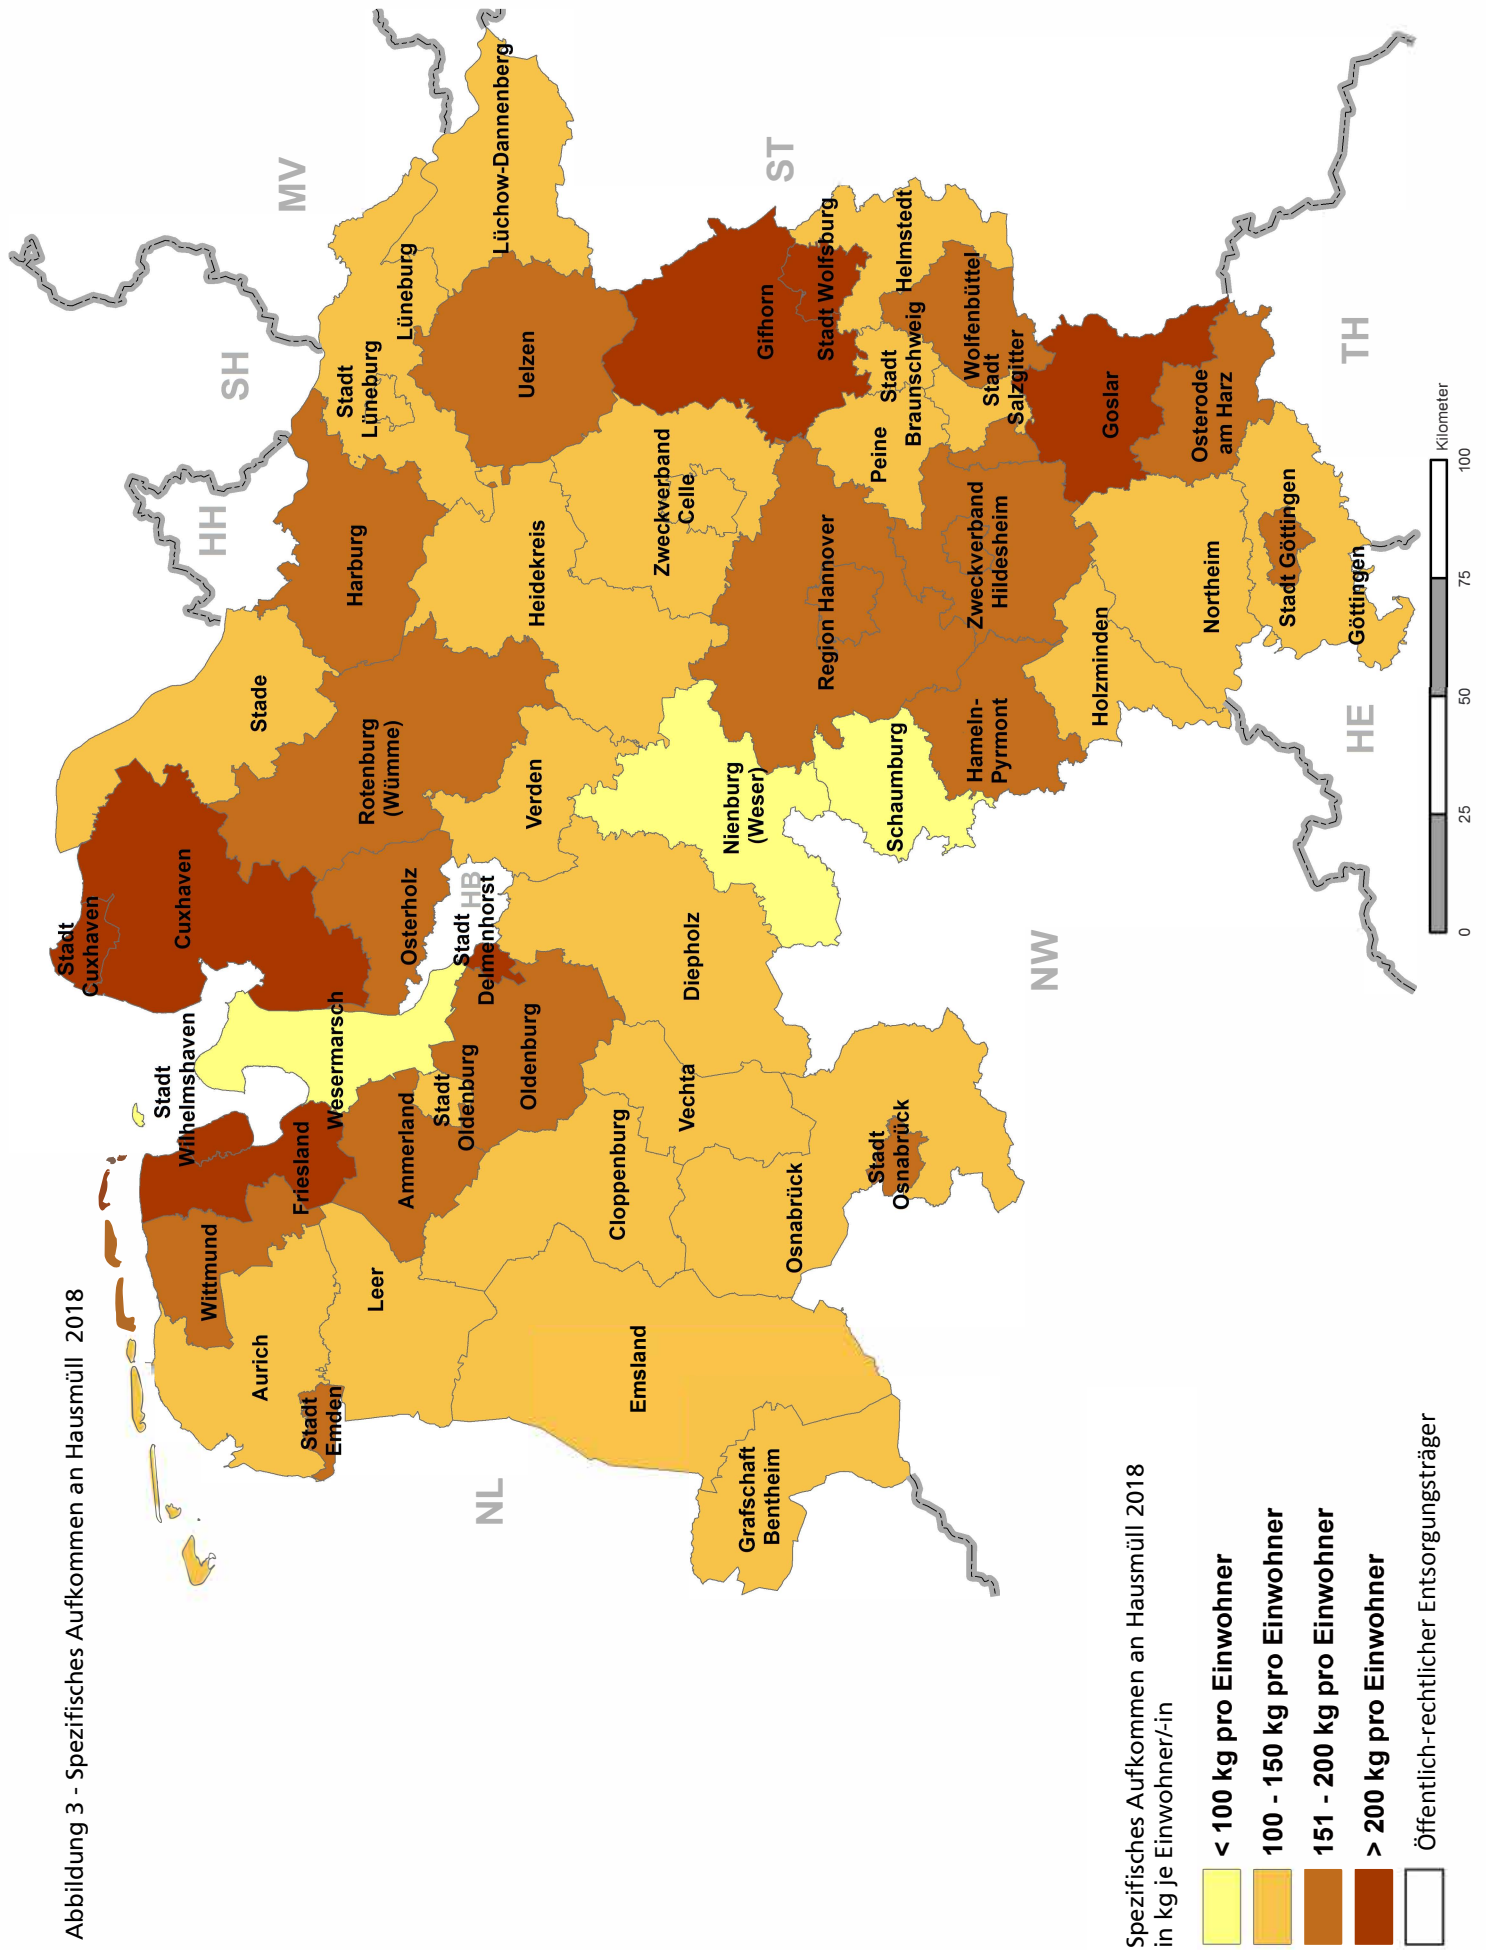 Abbildung 3 - Spezifisches Aufkommen an Hausmüll 2018
Stadt
Cuxhaven
Cuxhaven
Stade
Stadt
Wilhelmshaven
Wittmund
Friesland
Wesermarsch
Aurich
Stadt
Emden
Leer
Ammerland
Stadt
Oldenburg
Oldenburg
Osterholz
Stadt
Delmenhorst
HB
Rotenburg
(Wümme)
Verden
Harburg
HH
SH
MV
Stadt
Lüneburg
Lüneburg
Lüchow-Dannenberg
Uelzen
Heidekreis
Zweckverband
Celle
Gifhorn
Stadt Wolfsburg
ST
Helmstedt
Stadt
Braunschweig
Peine
Wolfenbüttel
Stadt
Salzgitter
Region Hannover
Zweckverband
Hildesheim
Hameln-
Pyrmont
Schaumburg
Nienburg
(Weser)
Diepholz
Vechta
Cloppenburg
Emsland
Grafschaft
Bentheim
Osnabrück
Stadt
Osnabrück
NL
NW
Holzminden
Northeim
Goslar
Osterode
am Harz
Stadt Göttingen
Göttingen
HE
TH
Spezifisches Aufkommen an Hausmüll 2018
in kg je Einwohner/-in
< 100 kg pro Einwohner
100 - 150 kg pro Einwohner
151 - 200 kg pro Einwohner
> 200 kg pro Einwohner
Öffentlich-rechtlicher Entsorgungsträger
0 25 50 75 100
Kilometer